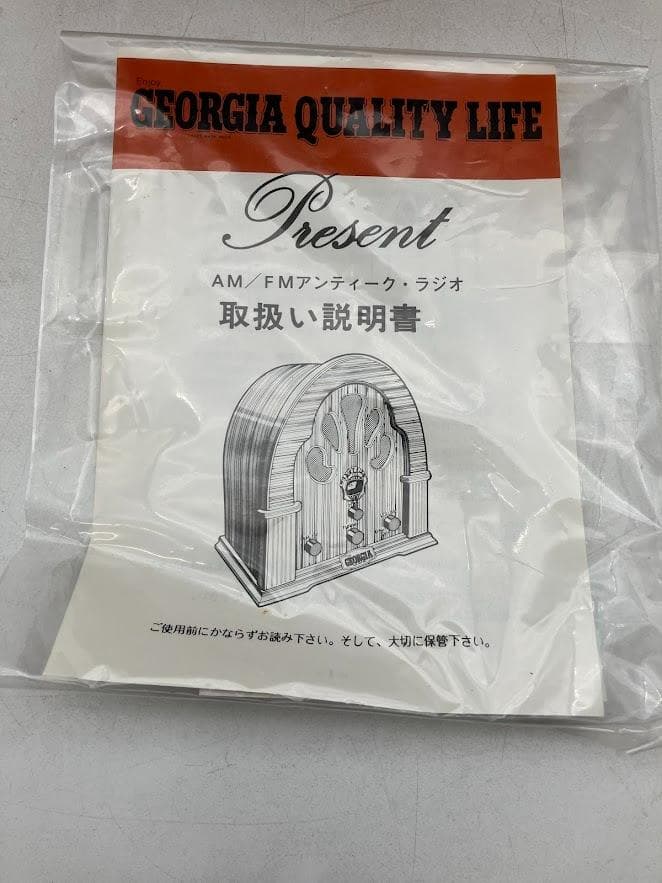 Enjoy
GEORGIA QUALITY LIFE
Present
AM／FMアンティーク・ラジオ
取扱い説明書
GEORGIA
ご使用前にかならずお読み下さい。そして、大切に保管下さい。